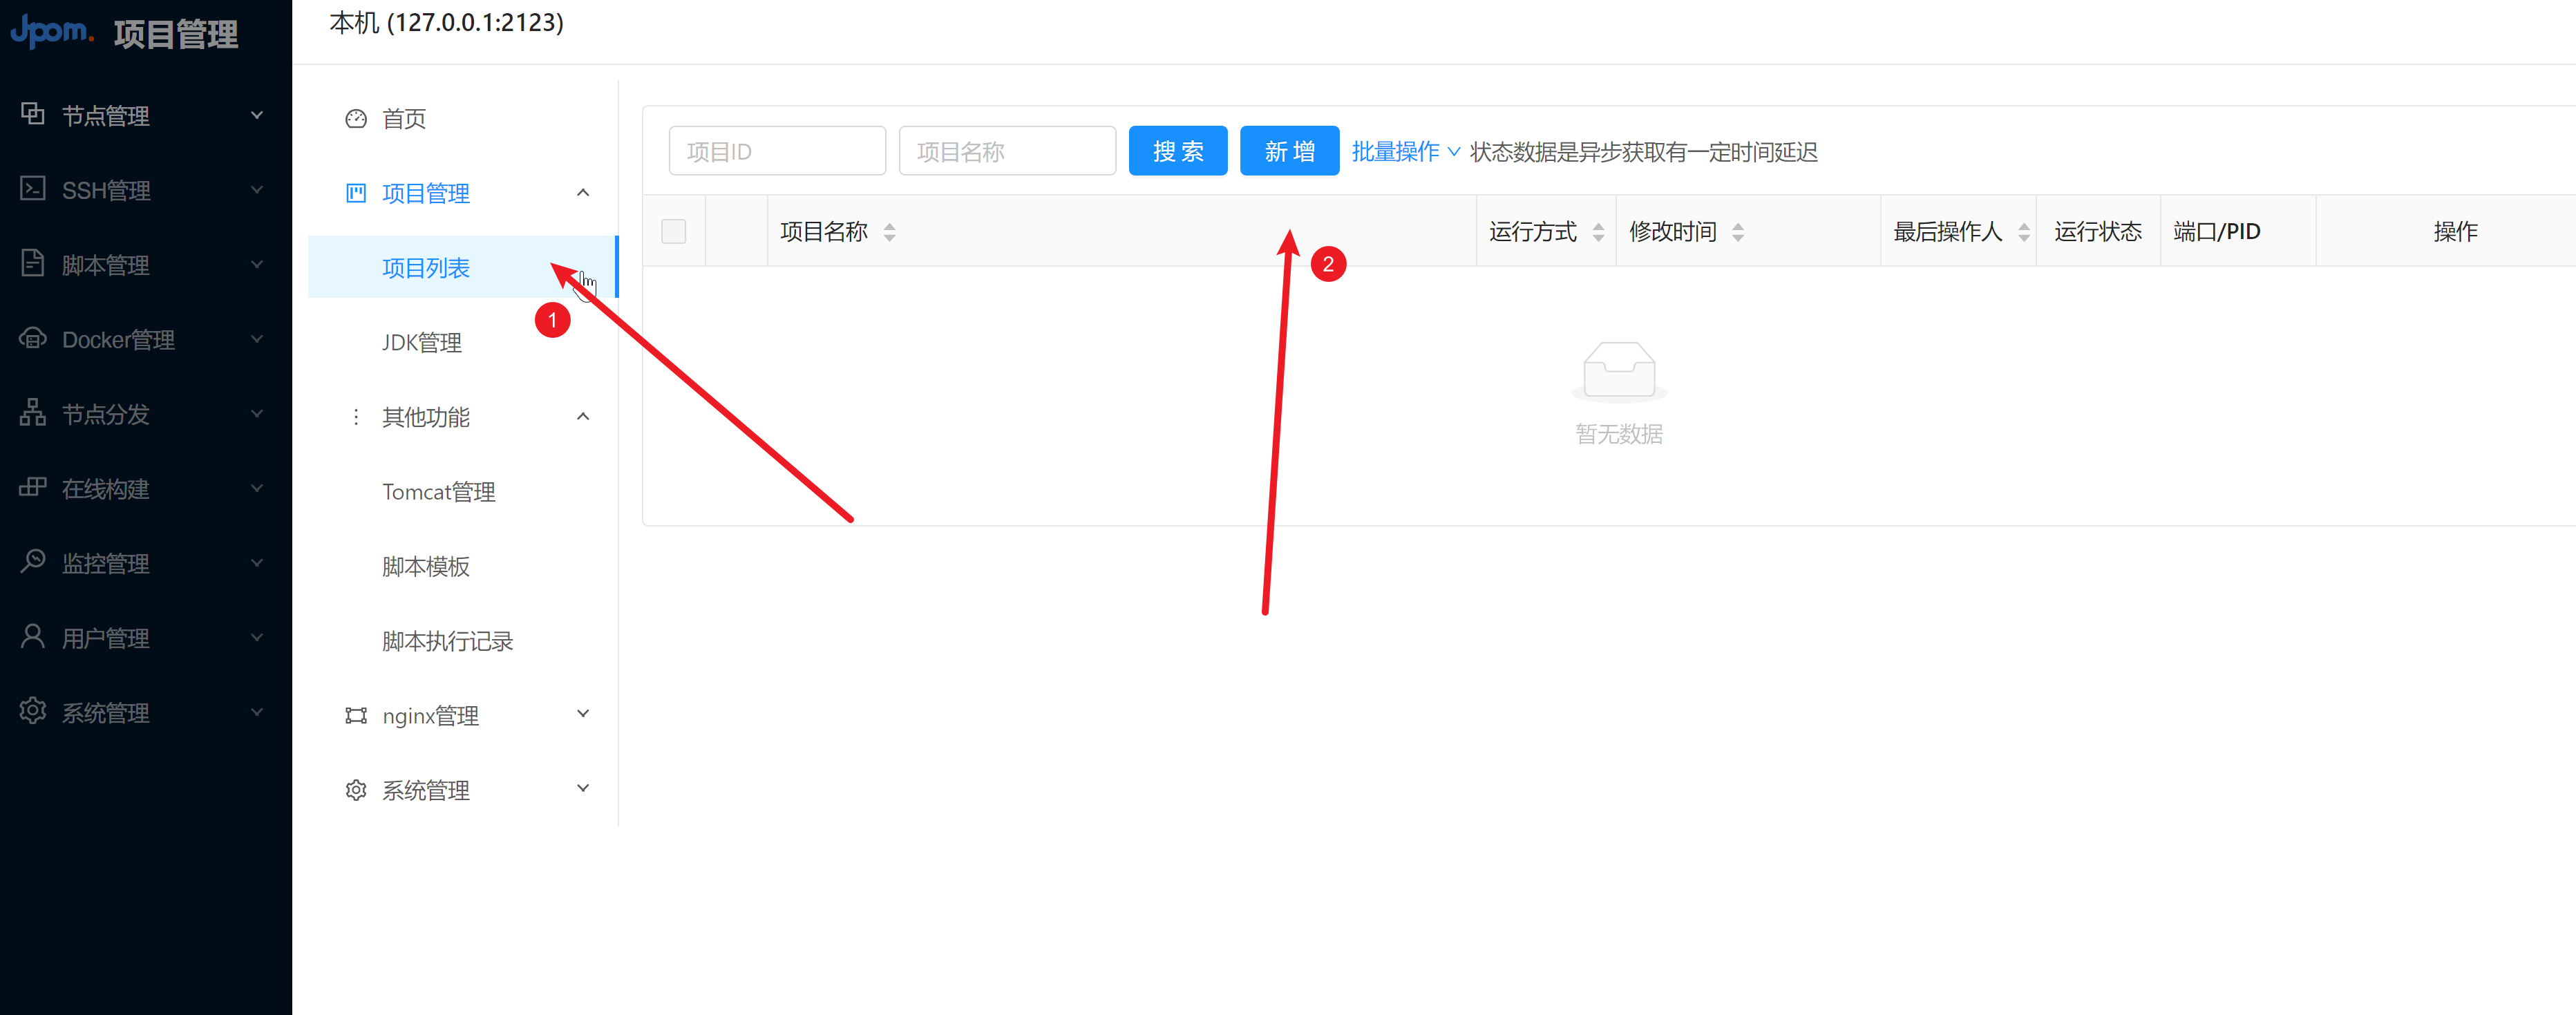 Jpom. 项目管理
节点管理
SSH管理
脚本管理
Docker管理
节点分发
在线构建
监控管理
用户管理
系统管理
本机 (127.0.0.1:2123)
首页
项目管理
项目列表
1
JDK管理
其他功能
Tomcat管理
脚本模板
脚本执行记录
nginx管理
系统管理
项目ID 项目名称 搜 索 新 增 批量操作 状态数据是异步获取有一定时间延迟
项目名称 运行方式 修改时间 最后操作人 运行状态 端口/PID 操作
2
暂无数据